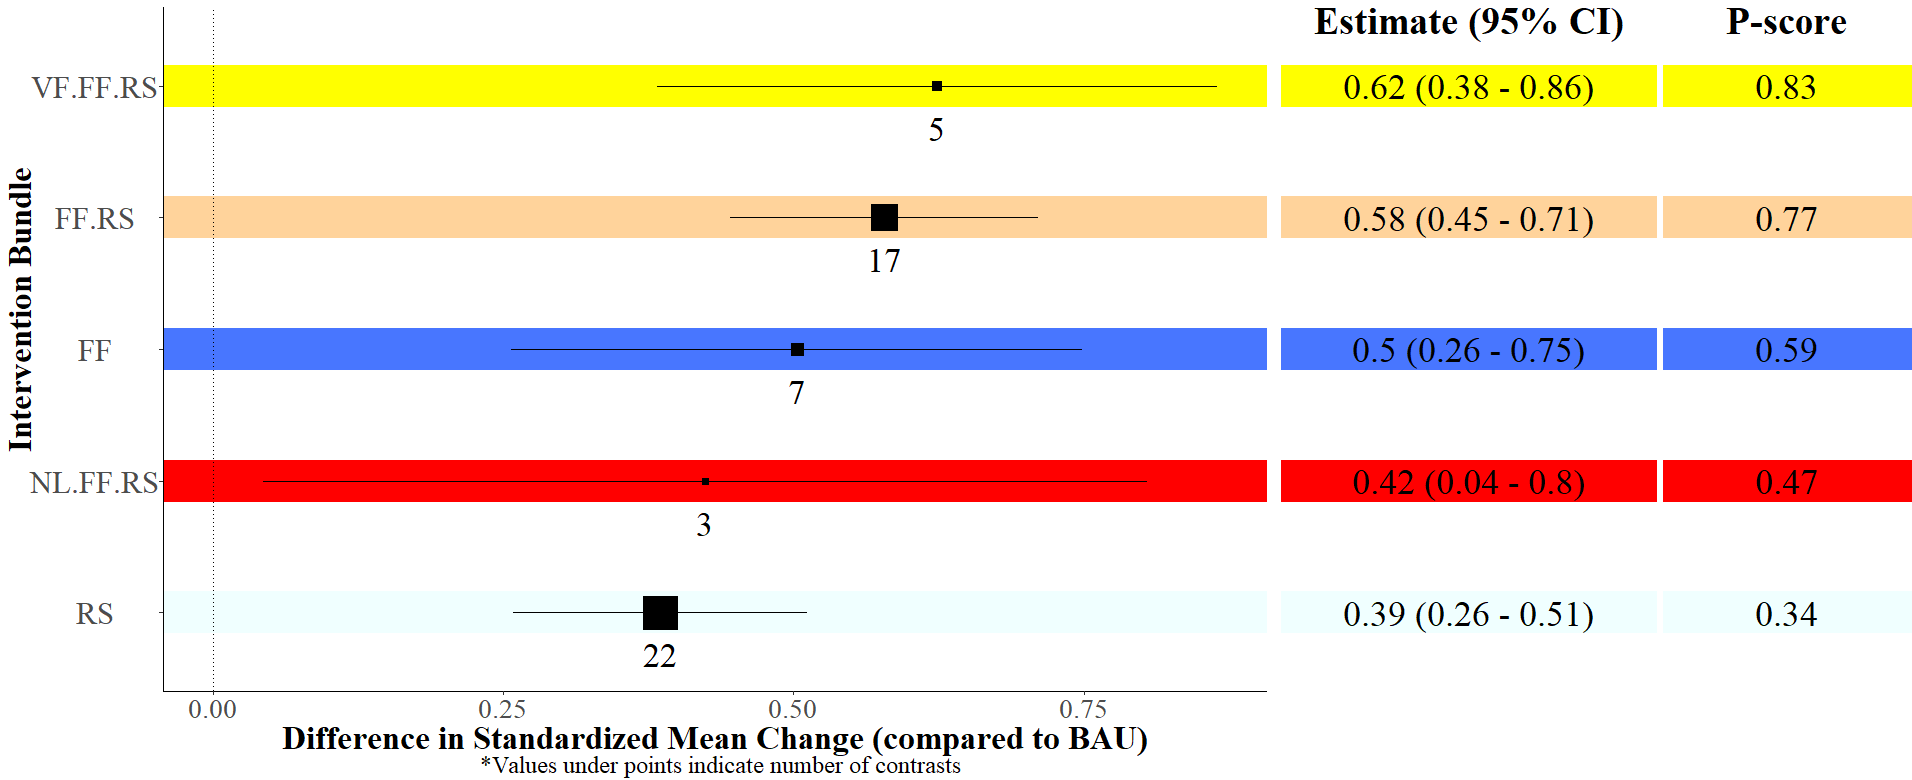 Estimate (95% CI) P-score
VF.FF.RS 0.62 (0.38 - 0.86) 0.83
5
FF.RS 0.58 (0.45 - 0.71) 0.77
17
Intervention Bundle
FF 0.5 (0.26 - 0.75) 0.59
7
NL.FF.RS 0.42 (0.04 - 0.8) 0.47
3
RS 0.39 (0.26 - 0.51) 0.34
22
0.00 0.25 0.50 0.75
Difference in Standardized Mean Change (compared to BAU)
*Values under points indicate number of contrasts